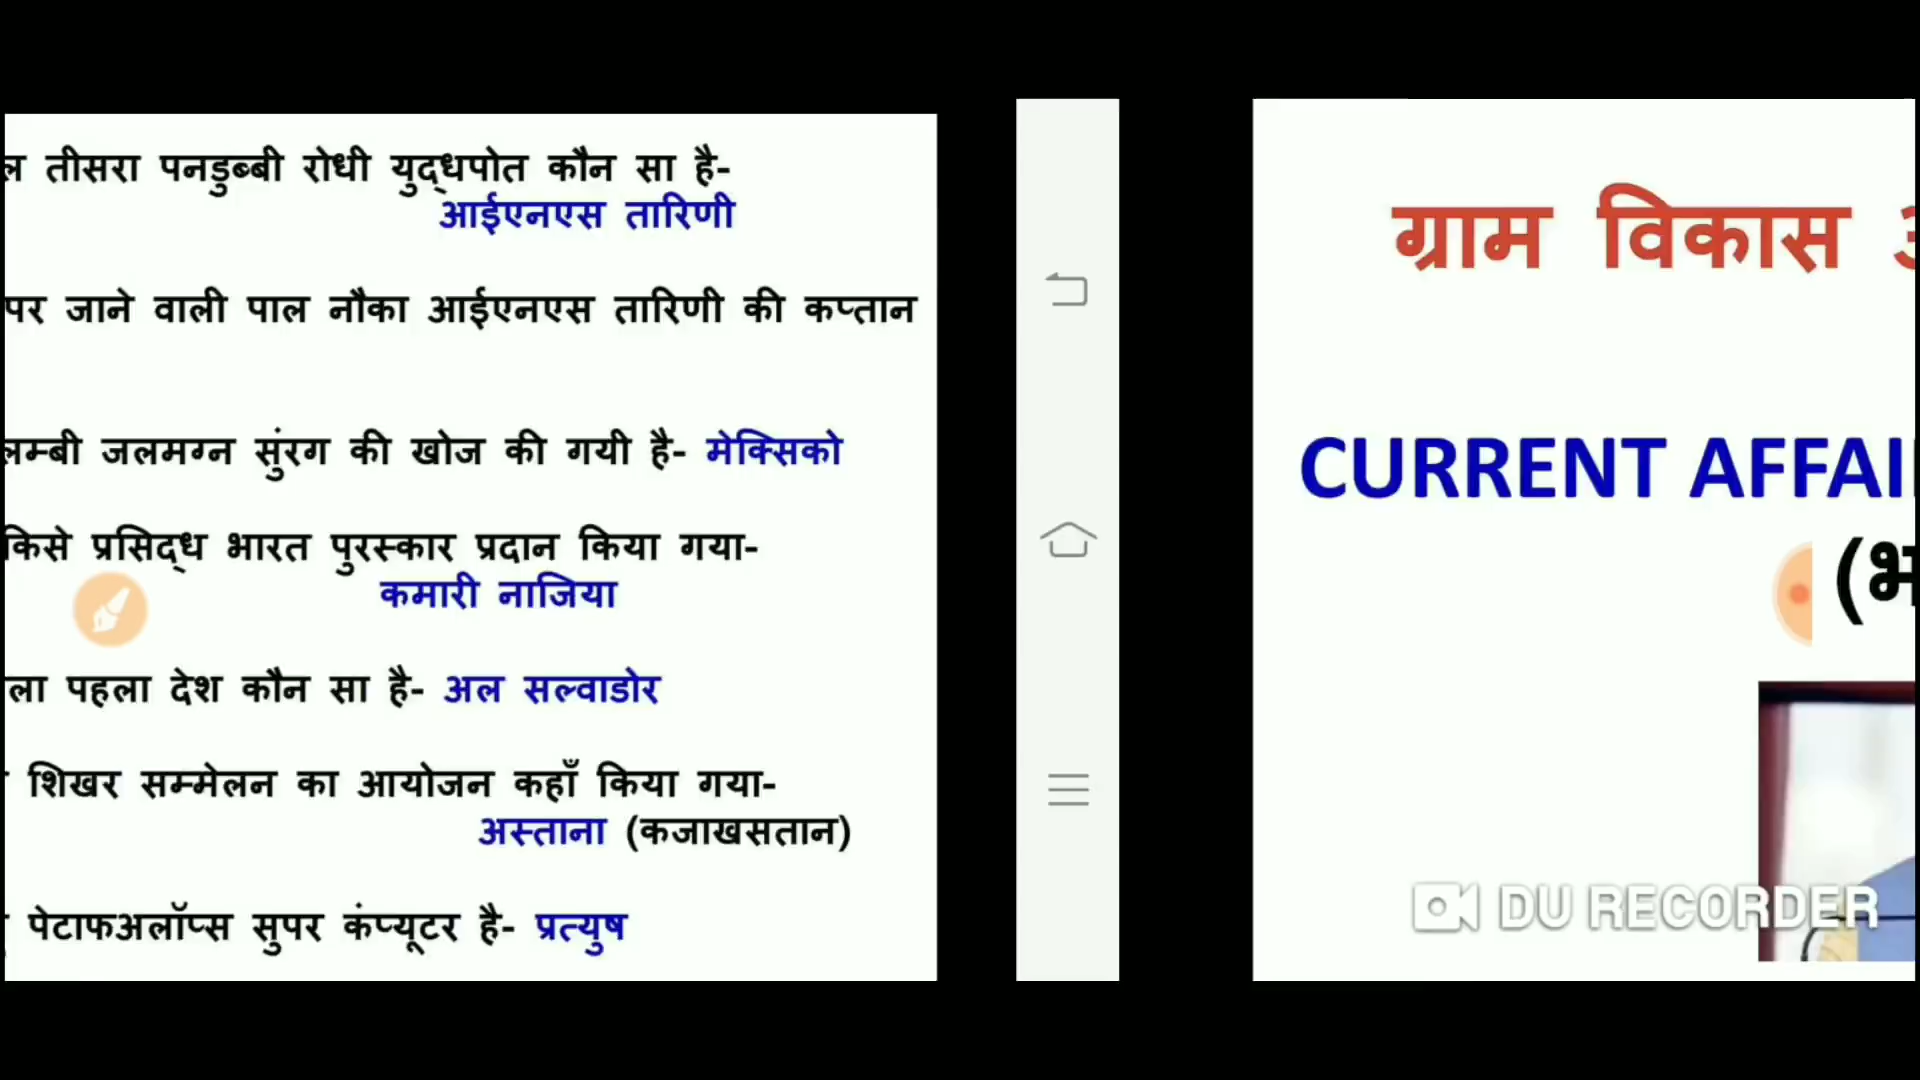 तीसरा पनडुब्बी रोधी युद्धपोत कौन सा है-
आईएनएस तारिणी
पर जाने वाली पाल नौका आईएनएस तारिणी की कप्तान
लम्बी जलमग्न सुंरग की खोज की गयी है- मेक्सिको
किसे प्रसिद्ध भारत पुरस्कार प्रदान किया गया-
कमारी नाजिया
ला पहला देश कौन सा है- अल सल्वाडोर
शिखर सम्मेलन का आयोजन कहाँ किया गया-
अस्ताना (कजाखसतान)
पेटाफअलॉप्स सुपर कंप्यूटर है- प्रत्युष
ग्राम विकास
CURRENT AFFAI
(भ
DU RECORDER